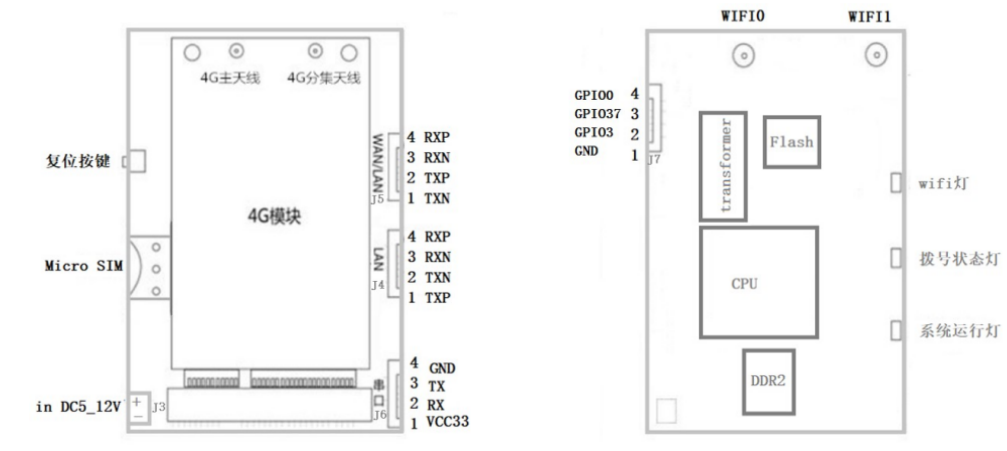 WIFI0 WIFI1
4G主天线 4G分集天线
复位按键
WAN/LAN
4 RXP
3 RXN
2 TXP
1 TXN
J5
4G模块
Micro SIM
LAN
4 RXP
3 RXN
2 TXN
1 TXP
J4
串口
4 GND
3 TX
2 RX
1 VCC33
J6
in DC5_12V
+
−
J3
GPIO0 4
GPIO37 3
GPIO3 2
GND 1
J7
transformer
Flash
wifi灯
CPU
拨号状态灯
系统运行灯
DDR2